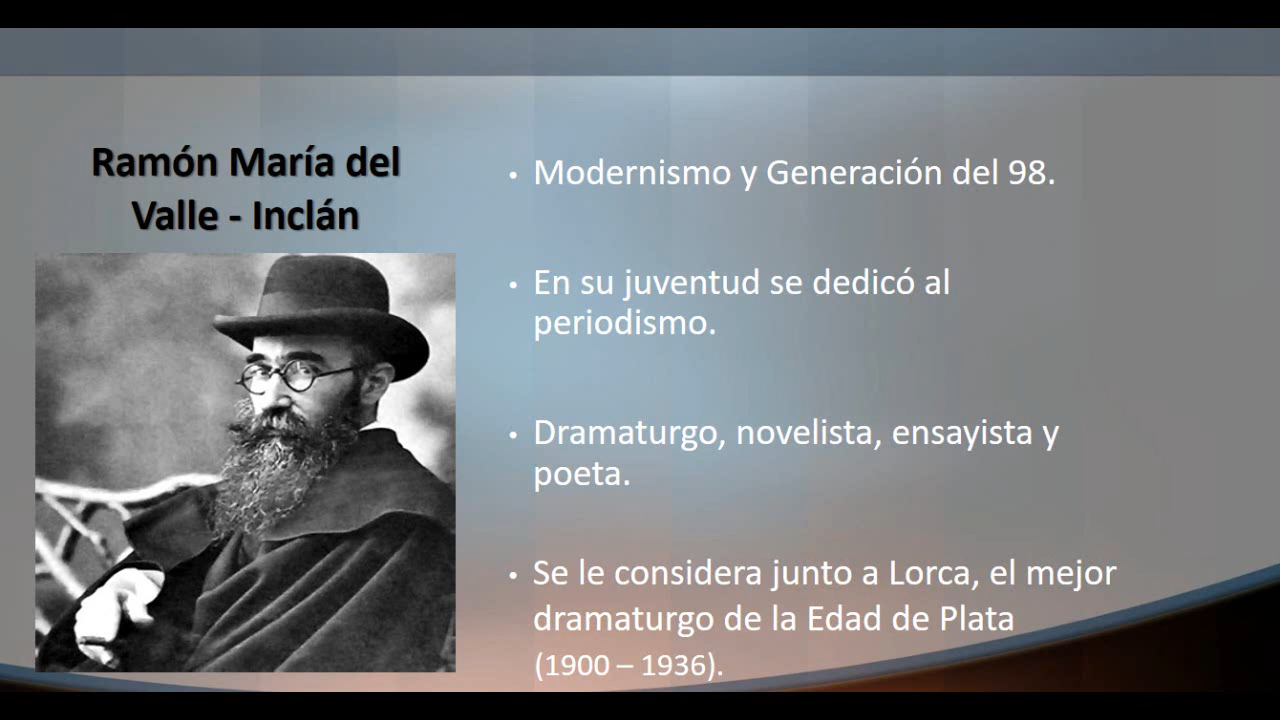 Ramón María del
Valle - Inclán
• Modernismo y Generación del 98.
• En su juventud se dedicó al
periodismo.
• Dramaturgo, novelista, ensayista y
poeta.
• Se le considera junto a Lorca, el mejor
dramaturgo de la Edad de Plata
(1900 – 1936).